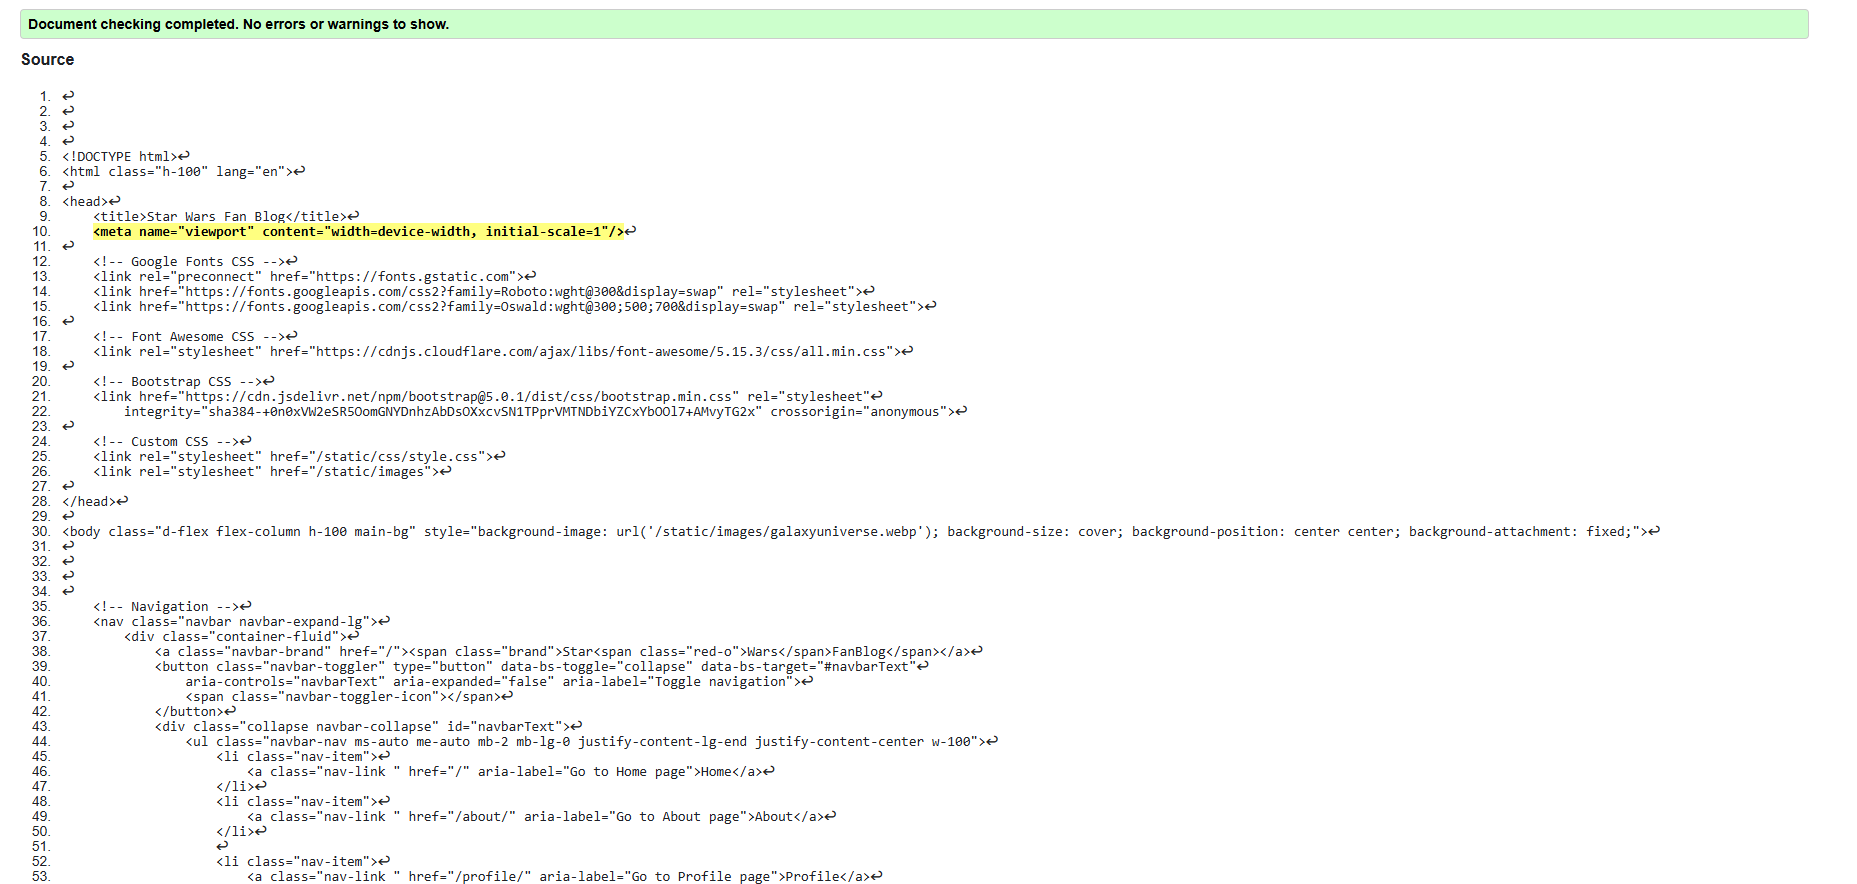 Document checking completed. No errors or warnings to show.
Source
1. ↩
2. ↩
3. ↩
4. ↩
5. <!DOCTYPE html>↩
6. <html class="h-100" lang="en">↩
7. ↩
8. <head>↩
9.     <title>Star Wars Fan Blog</title>↩
10.     <meta name="viewport" content="width=device-width, initial-scale=1"/>↩
11. ↩
12.     <!-- Google Fonts CSS -->↩
13.     <link rel="preconnect" href="https://fonts.gstatic.com">↩
14.     <link href="https://fonts.googleapis.com/css2?family=Roboto:wght@300&display=swap" rel="stylesheet">↩
15.     <link href="https://fonts.googleapis.com/css2?family=Oswald:wght@300;500;700&display=swap" rel="stylesheet">↩
16. ↩
17.     <!-- Font Awesome CSS -->↩
18.     <link rel="stylesheet" href="https://cdnjs.cloudflare.com/ajax/libs/font-awesome/5.15.3/css/all.min.css">↩
19. ↩
20.     <!-- Bootstrap CSS -->↩
21.     <link href="https://cdn.jsdelivr.net/npm/bootstrap@5.0.1/dist/css/bootstrap.min.css" rel="stylesheet"↩
22.         integrity="sha384-+0n0xVW2eSR5OomGNYDnhzAbDsOXxcvSN1TPprVMTNDbiYZCxYbOOl7+AMvyTG2x" crossorigin="anonymous">↩
23. ↩
24.     <!-- Custom CSS -->↩
25.     <link rel="stylesheet" href="/static/css/style.css">↩
26.     <link rel="stylesheet" href="/static/images">↩
27. ↩
28. </head>↩
29. ↩
30. <body class="d-flex flex-column h-100 main-bg" style="background-image: url('/static/images/galaxyuniverse.webp'); background-size: cover; background-position: center center; background-attachment: fixed;">↩
31. ↩
32. ↩
33. ↩
34. ↩
35.     <!-- Navigation -->↩
36.     <nav class="navbar navbar-expand-lg">↩
37.         <div class="container-fluid">↩
38.             <a class="navbar-brand" href="/"><span class="brand">Star<span class="red-o">Wars</span>FanBlog</span></a>↩
39.             <button class="navbar-toggler" type="button" data-bs-toggle="collapse" data-bs-target="#navbarText"↩
40.                 aria-controls="navbarText" aria-expanded="false" aria-label="Toggle navigation">↩
41.                 <span class="navbar-toggler-icon"></span>↩
42.             </button>↩
43.             <div class="collapse navbar-collapse" id="navbarText">↩
44.                 <ul class="navbar-nav ms-auto me-auto mb-2 mb-lg-0 justify-content-lg-end justify-content-center w-100">↩
45.                     <li class="nav-item">↩
46.                         <a class="nav-link " href="/" aria-label="Go to Home page">Home</a>↩
47.                     </li>↩
48.                     <li class="nav-item">↩
49.                         <a class="nav-link " href="/about/" aria-label="Go to About page">About</a>↩
50.                     </li>↩
51.                     ↩
52.                     <li class="nav-item">↩
53.                         <a class="nav-link " href="/profile/" aria-label="Go to Profile page">Profile</a>↩